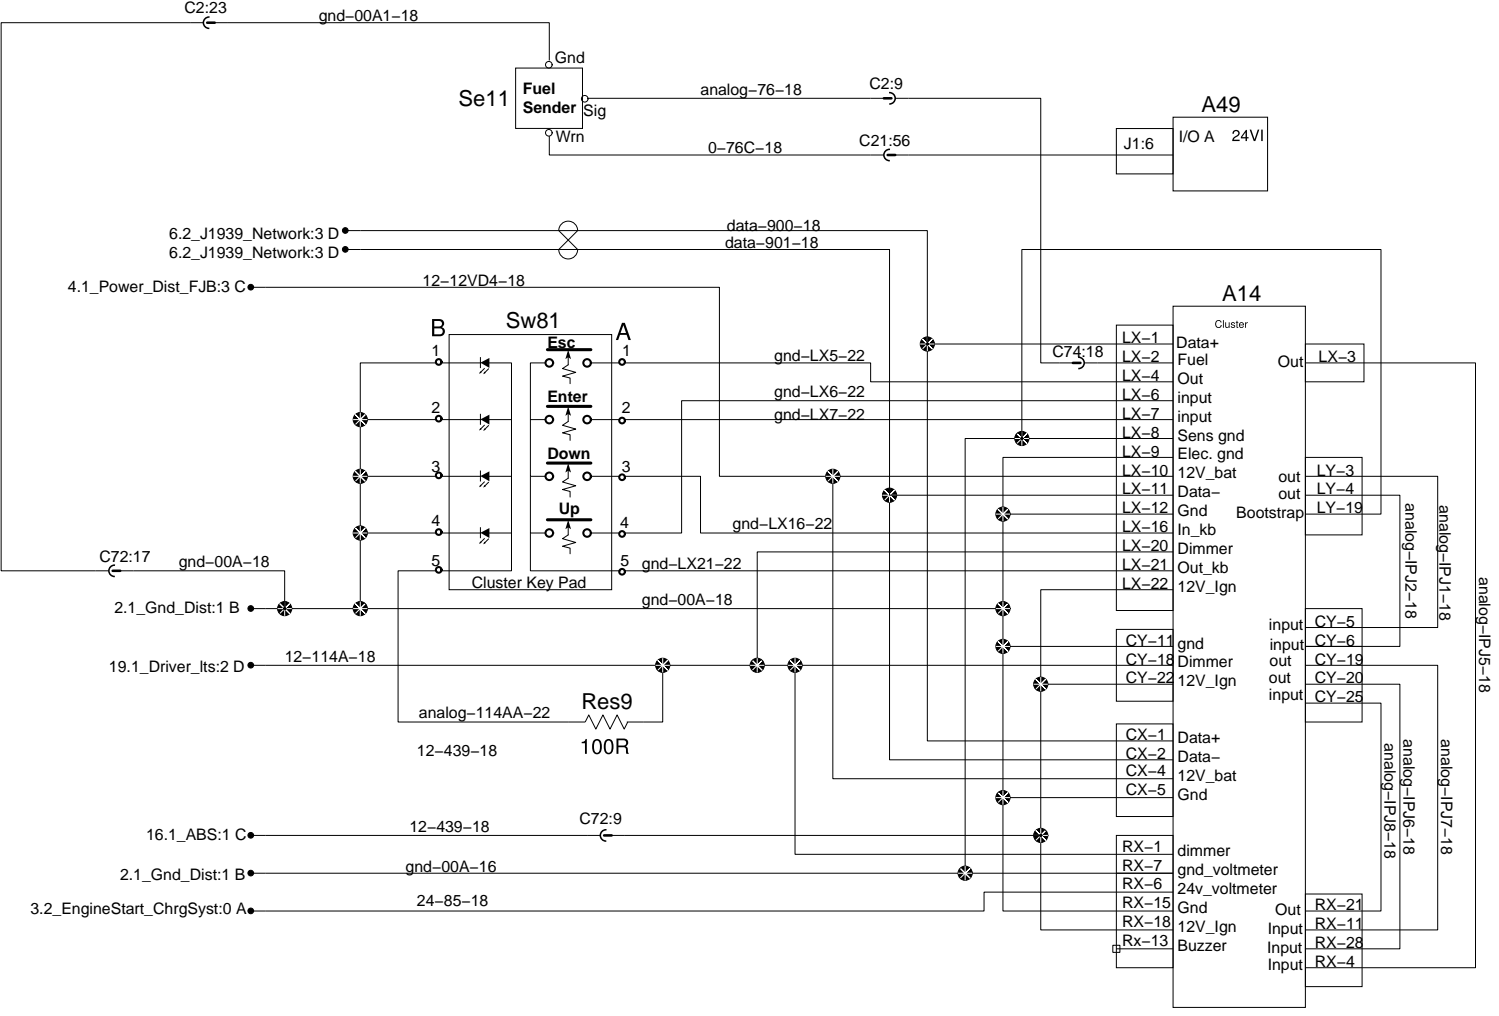 C2:23
gnd-00A1-18
Gnd
Se11
Fuel
Sender
Sig
Wrn
analog-76-18
C2:9
0-76C-18
C21:56
A49
J1:6
I/O A 24VI
6.2_J1939_Network:3 D
6.2_J1939_Network:3 D
data-900-18
data-901-18
4.1_Power_Dist_FJB:3 C
12-12VD4-18
Sw81
B
A
1
Esc
1
2
Enter
2
3
Down
3
4
Up
4
5
5
Cluster Key Pad
gnd-LX5-22
gnd-LX6-22
gnd-LX7-22
gnd-LX16-22
gnd-LX21-22
C74:18
A14
Cluster
LX-1 Data+
LX-2 Fuel
LX-4 Out
LX-6 input
LX-7 input
LX-8 Sens gnd
LX-9 Elec. gnd
LX-10 12V_bat
LX-11 Data-
LX-12 Gnd
LX-16 In_kb
LX-20 Dimmer
LX-21 Out_kb
LX-22 12V_Ign
Out LX-3
out LY-3
out LY-4
Bootstrap LY-19
analog-IPJ2-18
analog-IPJ1-18
analog-IPJ5-18
C72:17
gnd-00A-18
2.1_Gnd_Dist:1 B
gnd-00A-18
19.1_Driver_lts:2 D
12-114A-18
analog-114AA-22
Res9
100R
12-439-18
CY-11 gnd
CY-18 Dimmer
CY-22 12V_Ign
input CY-5
input CY-6
out CY-19
out CY-20
input CY-25
CX-1 Data+
CX-2 Data-
CX-4 12V_bat
CX-5 Gnd
analog-IPJ8-18
analog-IPJ6-18
analog-IPJ7-18
16.1_ABS:1 C
12-439-18
C72:9
2.1_Gnd_Dist:1 B
gnd-00A-16
3.2_EngineStart_ChrgSyst:0 A
24-85-18
RX-1 dimmer
RX-7 gnd_voltmeter
RX-6 24v_voltmeter
RX-15 Gnd
RX-18 12V_Ign
Rx-13 Buzzer
Out RX-21
Input RX-11
Input RX-28
Input RX-4